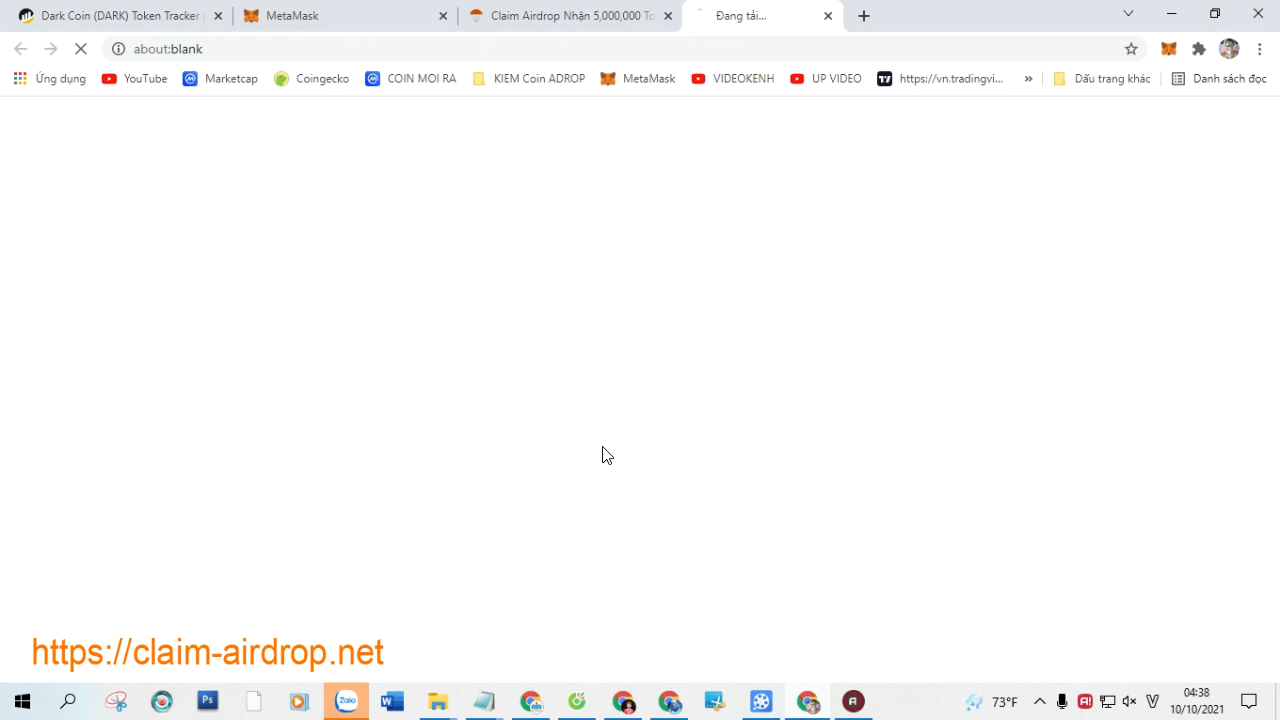 Dark Coin (DARK) Token Tracker
MetaMask
Claim Airdrop Nhận 5,000,000 To
Đang tải...
about:blank
Ứng dụng
YouTube
Marketcap
Coingecko
COIN MOI RA
KIEM Coin ADROP
MetaMask
VIDEOKENH
UP VIDEO
https://vn.tradingvi...
»
Dấu trang khác
Danh sách đọc
https://claim-airdrop.net
Ps
Zalo
W
A
73°F
V
04:38
10/10/2021